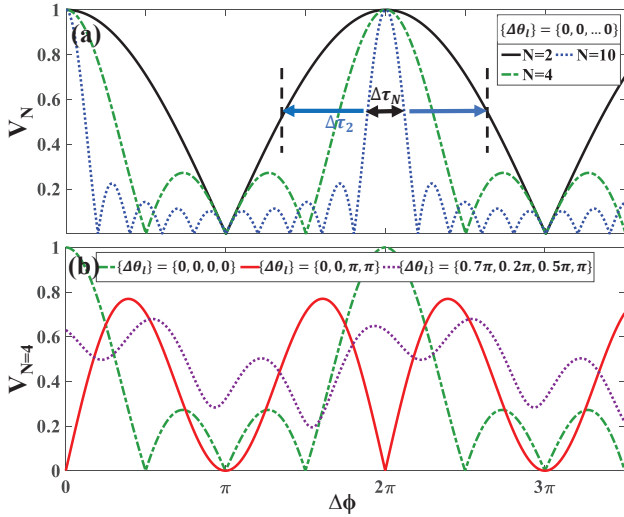 (a)
{Δθ_l} = {0, 0, ... 0}
N=2 N=10
N=4
1
0.8
0.6
0.4
0.2
V_N
Δτ_N
Δτ_2
(b)
{Δθ_l} = {0, 0, 0, 0} {Δθ_l} = {0, 0, π, π} {Δθ_l} = {0.7π, 0.2π, 0.5π, π}
1
0.8
0.6
0.4
0.2
0
V_N=4
0 π 2π 3π
Δϕ